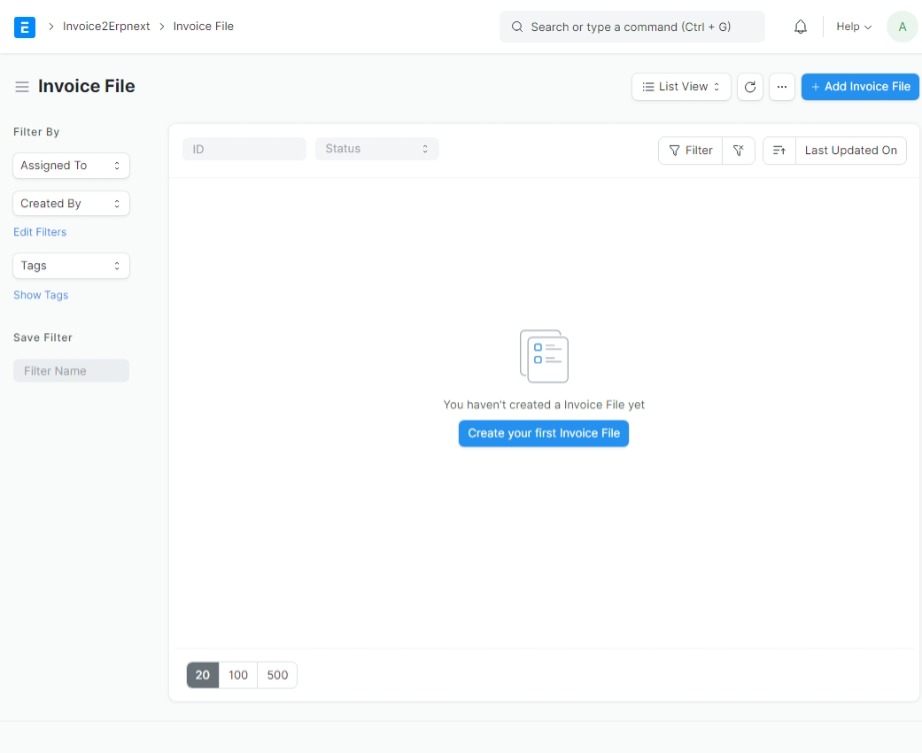 E > Invoice2Erpnext > Invoice File
Search or type a command (Ctrl + G)
Help
A
Invoice File
List View
...
+ Add Invoice File
Filter By
Assigned To
Created By
Edit Filters
Tags
Show Tags
Save Filter
Filter Name
ID
Status
Filter
Last Updated On
You haven't created a Invoice File yet
Create your first Invoice File
20
100
500